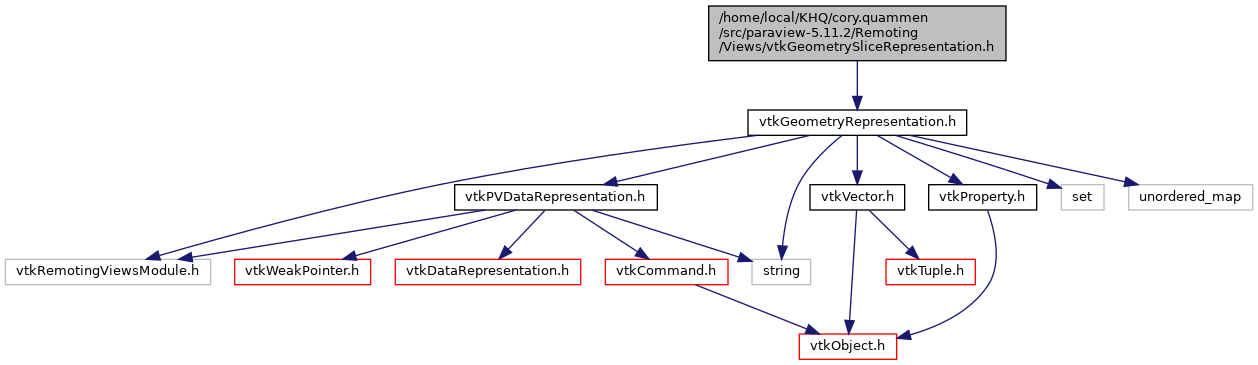 /home/local/KHQ/cory.quammen
/src/paraview-5.11.2/Remoting
/Views/vtkGeometrySliceRepresentation.h
vtkGeometryRepresentation.h
vtkPVDataRepresentation.h
vtkVector.h
vtkProperty.h
set
unordered_map
vtkRemotingViewsModule.h
vtkWeakPointer.h
vtkDataRepresentation.h
vtkCommand.h
string
vtkTuple.h
vtkObject.h